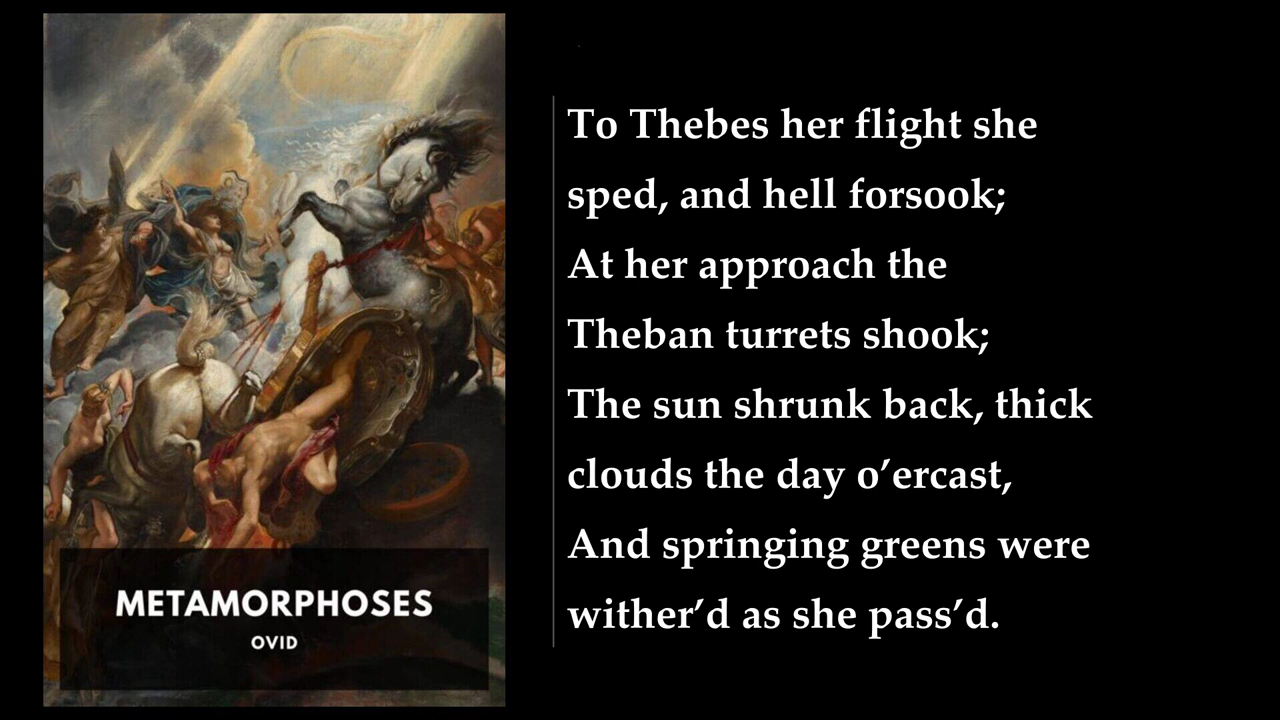 METAMORPHOSES
OVID
To Thebes her flight she
sped, and hell forsook;
At her approach the
Theban turrets shook;
The sun shrunk back, thick
clouds the day o’ercast,
And springing greens were
wither’d as she pass’d.